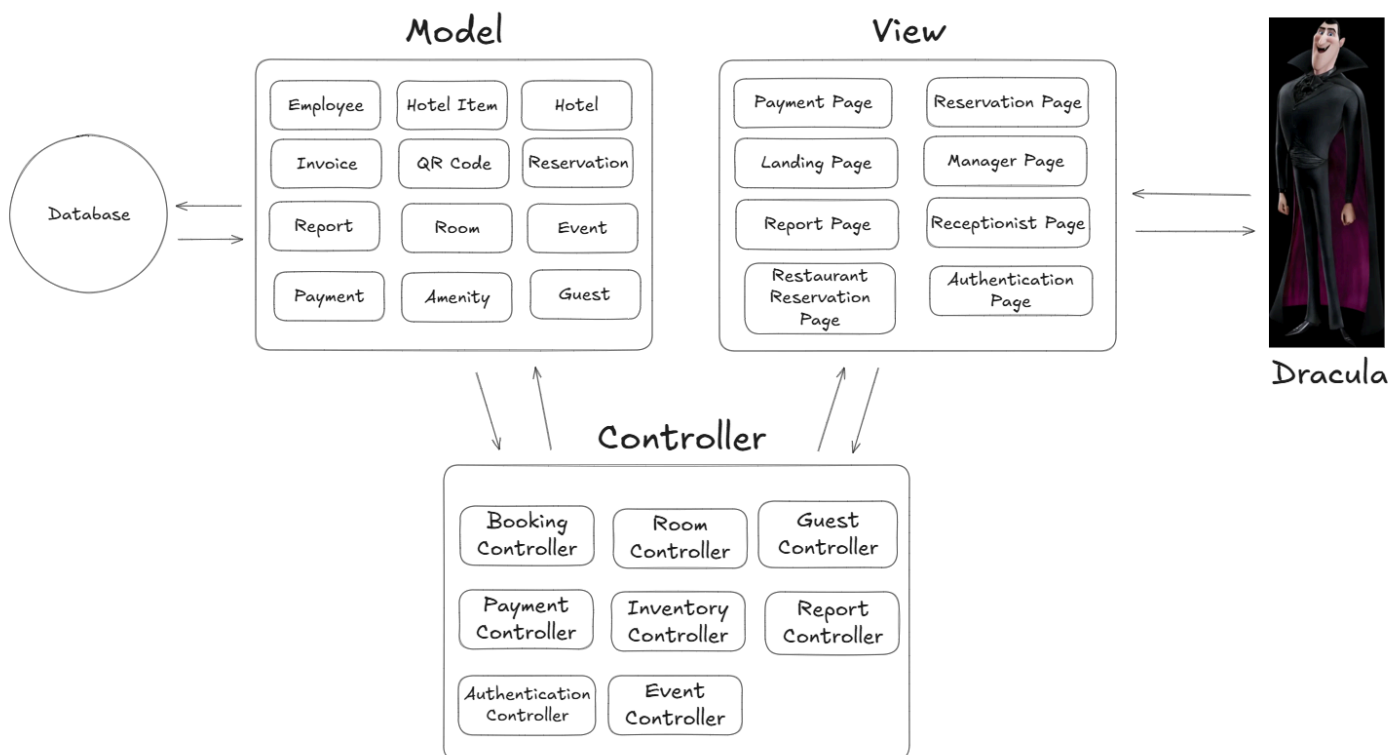 Model
View
Employee
Hotel Item
Hotel
Invoice
QR Code
Reservation
Report
Room
Event
Payment
Amenity
Guest
Database
Payment Page
Reservation Page
Landing Page
Manager Page
Report Page
Receptionist Page
Restaurant
Reservation
Page
Authentication
Page
Dracula
Controller
Booking
Controller
Room
Controller
Guest
Controller
Payment
Controller
Inventory
Controller
Report
Controller
Authentication
Controller
Event
Controller